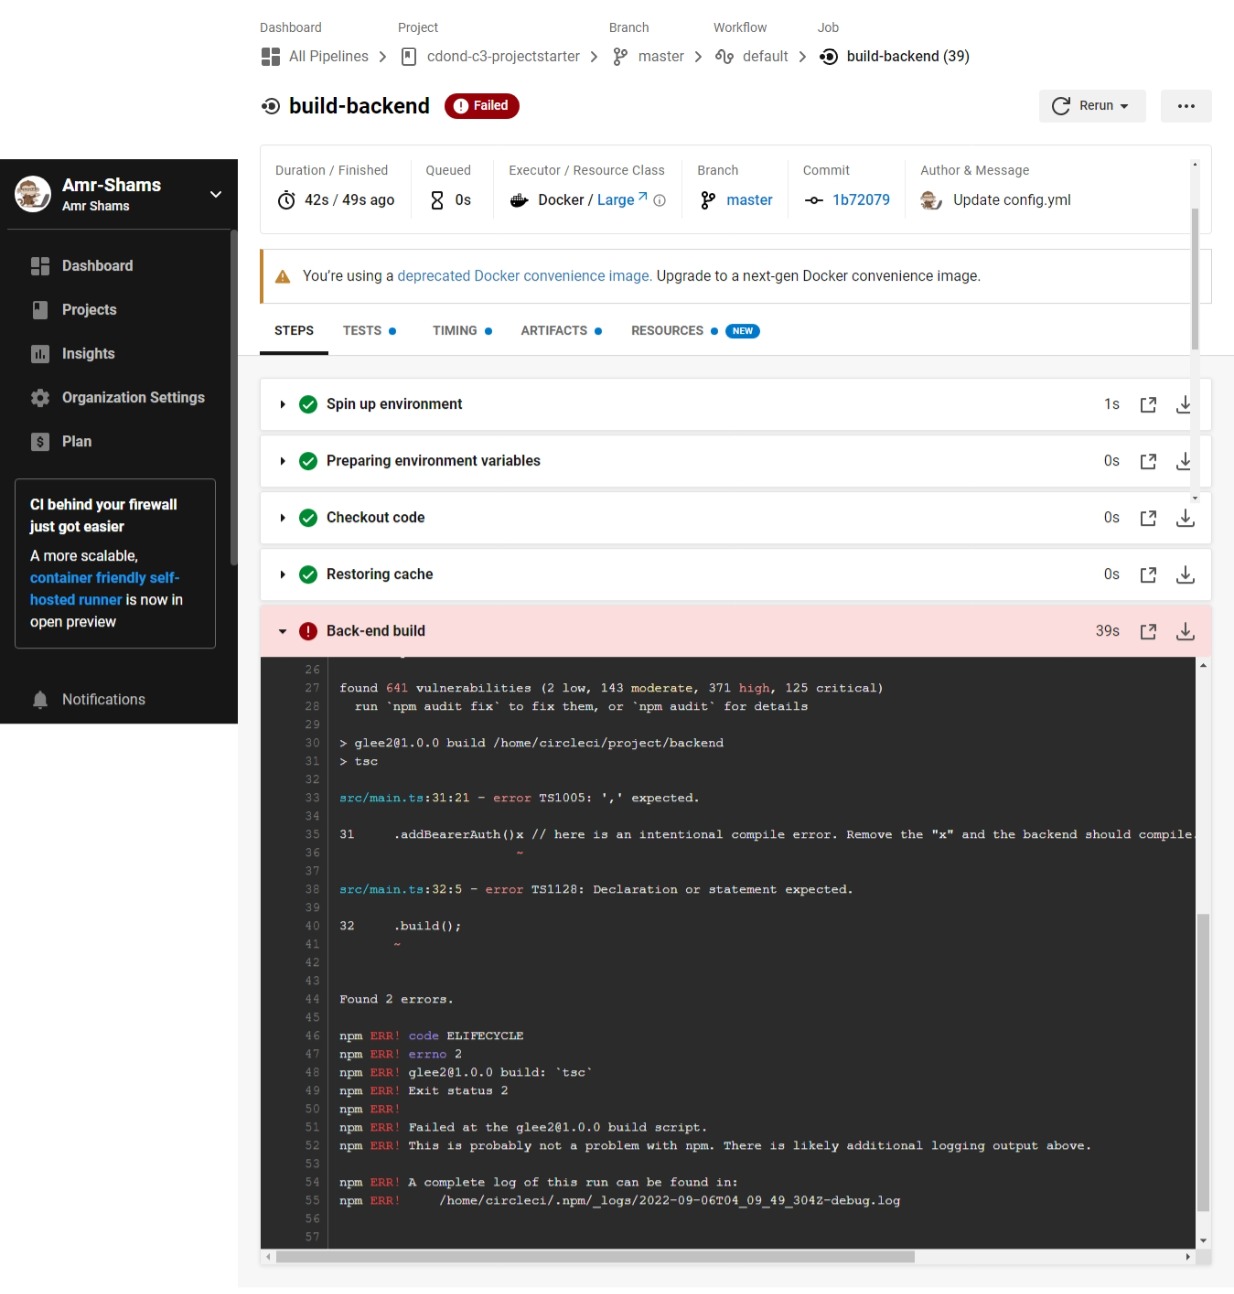 Dashboard Project Branch Workflow Job
All Pipelines cdond-c3-projectstarter master default build-backend (39)
build-backend Failed Rerun
Amr-Shams
Amr Shams
Dashboard
Projects
Insights
Organization Settings
$ Plan
CI behind your firewall
just got easier
A more scalable,
container friendly self-
hosted runner is now in
open preview
Notifications
Duration / Finished Queued Executor / Resource Class Branch Commit Author & Message
42s / 49s ago 0s Docker / Large master 1b72079 Update config.yml
You're using a deprecated Docker convenience image. Upgrade to a next-gen Docker convenience image.
STEPS TESTS TIMING ARTIFACTS RESOURCES NEW
Spin up environment 1s
Preparing environment variables 0s
Checkout code 0s
Restoring cache 0s
Back-end build 39s
26
27 found 641 vulnerabilities (2 low, 143 moderate, 371 high, 125 critical)
28 run `npm audit fix` to fix them, or `npm audit` for details
29
30 > glee2@1.0.0 build /home/circleci/project/backend
31 > tsc
32
33 src/main.ts:31:21 - error TS1005: ',' expected.
34
35 31 .addBearerAuth()x // here is an intentional compile error. Remove the "x" and the backend should compile.
36 ~
37
38 src/main.ts:32:5 - error TS1128: Declaration or statement expected.
39
40 32 .build();
41 ~
42
43
44 Found 2 errors.
45
46 npm ERR! code ELIFECYCLE
47 npm ERR! errno 2
48 npm ERR! glee2@1.0.0 build: `tsc`
49 npm ERR! Exit status 2
50 npm ERR!
51 npm ERR! Failed at the glee2@1.0.0 build script.
52 npm ERR! This is probably not a problem with npm. There is likely additional logging output above.
53
54 npm ERR! A complete log of this run can be found in:
55 npm ERR! /home/circleci/.npm/_logs/2022-09-06T04_09_49_304Z-debug.log
56
57